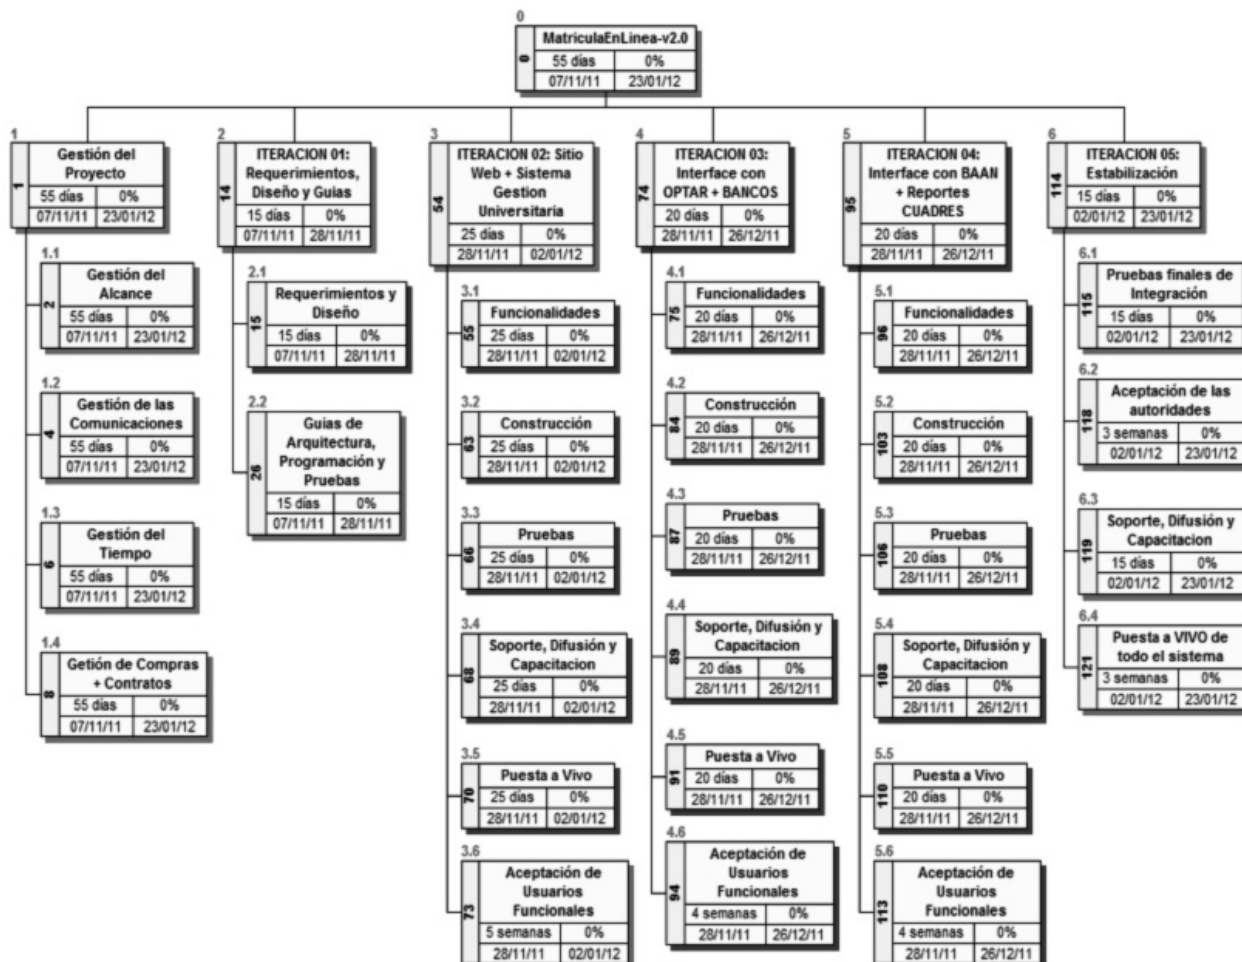 0
MatriculaEnLinea-v2.0
0
55 días 0%
07/11/11 23/01/12
1
Gestión del
Proyecto
1
55 días 0%
07/11/11 23/01/12
1.1
Gestión del
Alcance
2
55 días 0%
07/11/11 23/01/12
1.2
Gestión de las
Comunicaciones
4
55 días 0%
07/11/11 23/01/12
1.3
Gestión del
Tiempo
6
55 días 0%
07/11/11 23/01/12
1.4
Getión de Compras
+ Contratos
8
55 días 0%
07/11/11 23/01/12
2
ITERACION 01:
Requerimientos,
Diseño y Guias
14
15 días 0%
07/11/11 28/11/11
2.1
Requerimientos y
Diseño
15
15 días 0%
07/11/11 28/11/11
2.2
Guias de
Arquitectura,
Programación y
Pruebas
26
15 días 0%
07/11/11 28/11/11
3
ITERACION 02: Sitio
Web + Sistema
Gestion
Universitaria
54
25 días 0%
28/11/11 02/01/12
3.1
Funcionalidades
55
25 días 0%
28/11/11 02/01/12
3.2
Construcción
63
25 días 0%
28/11/11 02/01/12
3.3
Pruebas
66
25 días 0%
28/11/11 02/01/12
3.4
Soporte, Difusión y
Capacitacion
68
25 días 0%
28/11/11 02/01/12
3.5
Puesta a Vivo
70
25 días 0%
28/11/11 02/01/12
3.6
Aceptación de
Usuarios
Funcionales
73
5 semanas 0%
28/11/11 02/01/12
4
ITERACION 03:
Interface con
OPTAR + BANCOS
74
20 días 0%
28/11/11 26/12/11
4.1
Funcionalidades
75
20 días 0%
28/11/11 26/12/11
4.2
Construcción
84
20 días 0%
28/11/11 26/12/11
4.3
Pruebas
87
20 días 0%
28/11/11 26/12/11
4.4
Soporte, Difusión y
Capacitacion
89
20 días 0%
28/11/11 26/12/11
4.5
Puesta a Vivo
91
20 días 0%
28/11/11 26/12/11
4.6
Aceptación de
Usuarios
Funcionales
94
4 semanas 0%
28/11/11 26/12/11
5
ITERACION 04:
Interface con BAAN
+ Reportes
CUADRES
95
20 días 0%
28/11/11 26/12/11
5.1
Funcionalidades
96
20 días 0%
28/11/11 26/12/11
5.2
Construcción
103
20 días 0%
28/11/11 26/12/11
5.3
Pruebas
106
20 días 0%
28/11/11 26/12/11
5.4
Soporte, Difusión y
Capacitacion
108
20 días 0%
28/11/11 26/12/11
5.5
Puesta a Vivo
110
20 días 0%
28/11/11 26/12/11
5.6
Aceptación de
Usuarios
Funcionales
113
4 semanas 0%
28/11/11 26/12/11
6
ITERACION 05:
Estabilización
114
15 días 0%
02/01/12 23/01/12
6.1
Pruebas finales de
Integración
115
15 días 0%
02/01/12 23/01/12
6.2
Aceptación de las
autoridades
118
3 semanas 0%
02/01/12 23/01/12
6.3
Soporte, Difusión y
Capacitacion
119
15 días 0%
02/01/12 23/01/12
6.4
Puesta a VIVO de
todo el sistema
121
3 semanas 0%
02/01/12 23/01/12